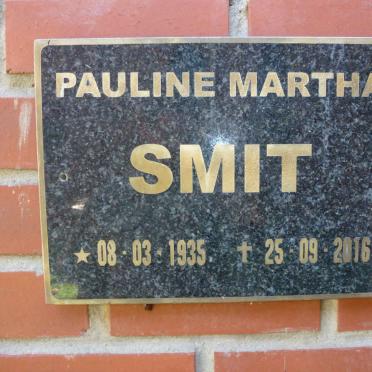 PAULINE MARTHA
SMIT
★ 08·03·1935 ✝ 25·09·2016